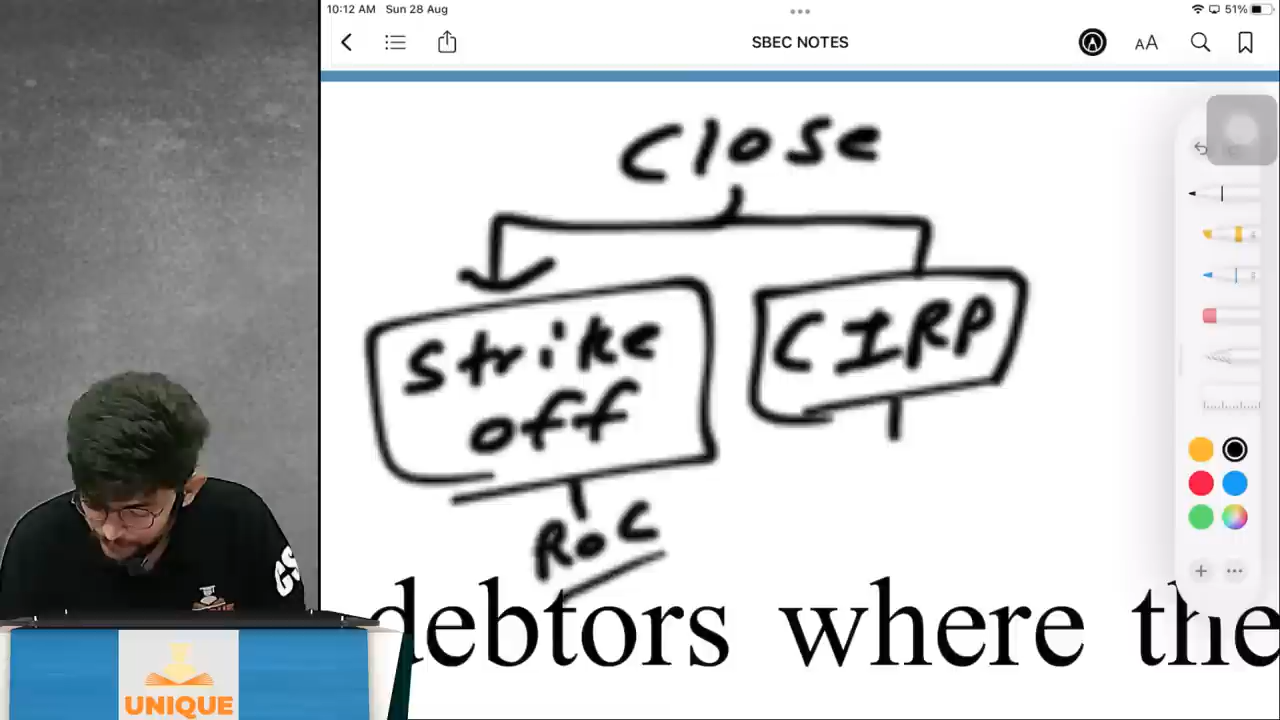 10:12 AM Sun 28 Aug
51%
SBEC NOTES
AA
Close
Strike
off
CIRP
RoC
debtors where the
CS
UNIQUE